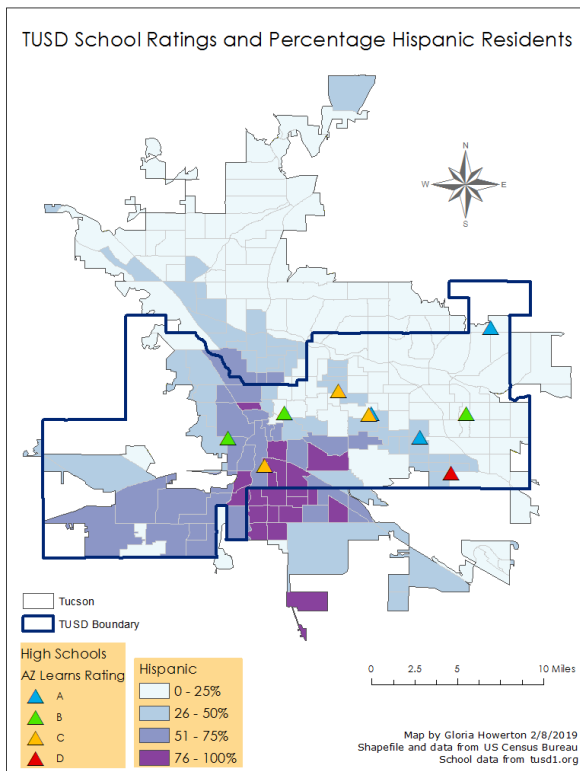 TUSD School Ratings and Percentage Hispanic Residents
N
W
E
S
Tucson
TUSD Boundary
High Schools
AZ Learns Rating
A
B
C
D
Hispanic
0 - 25%
26 - 50%
51 - 75%
76 - 100%
0 2.5 5 10 Miles
Map by Gloria Howerton 2/8/2019
Shapefile and data from US Census Bureau
School data from tusd1.org